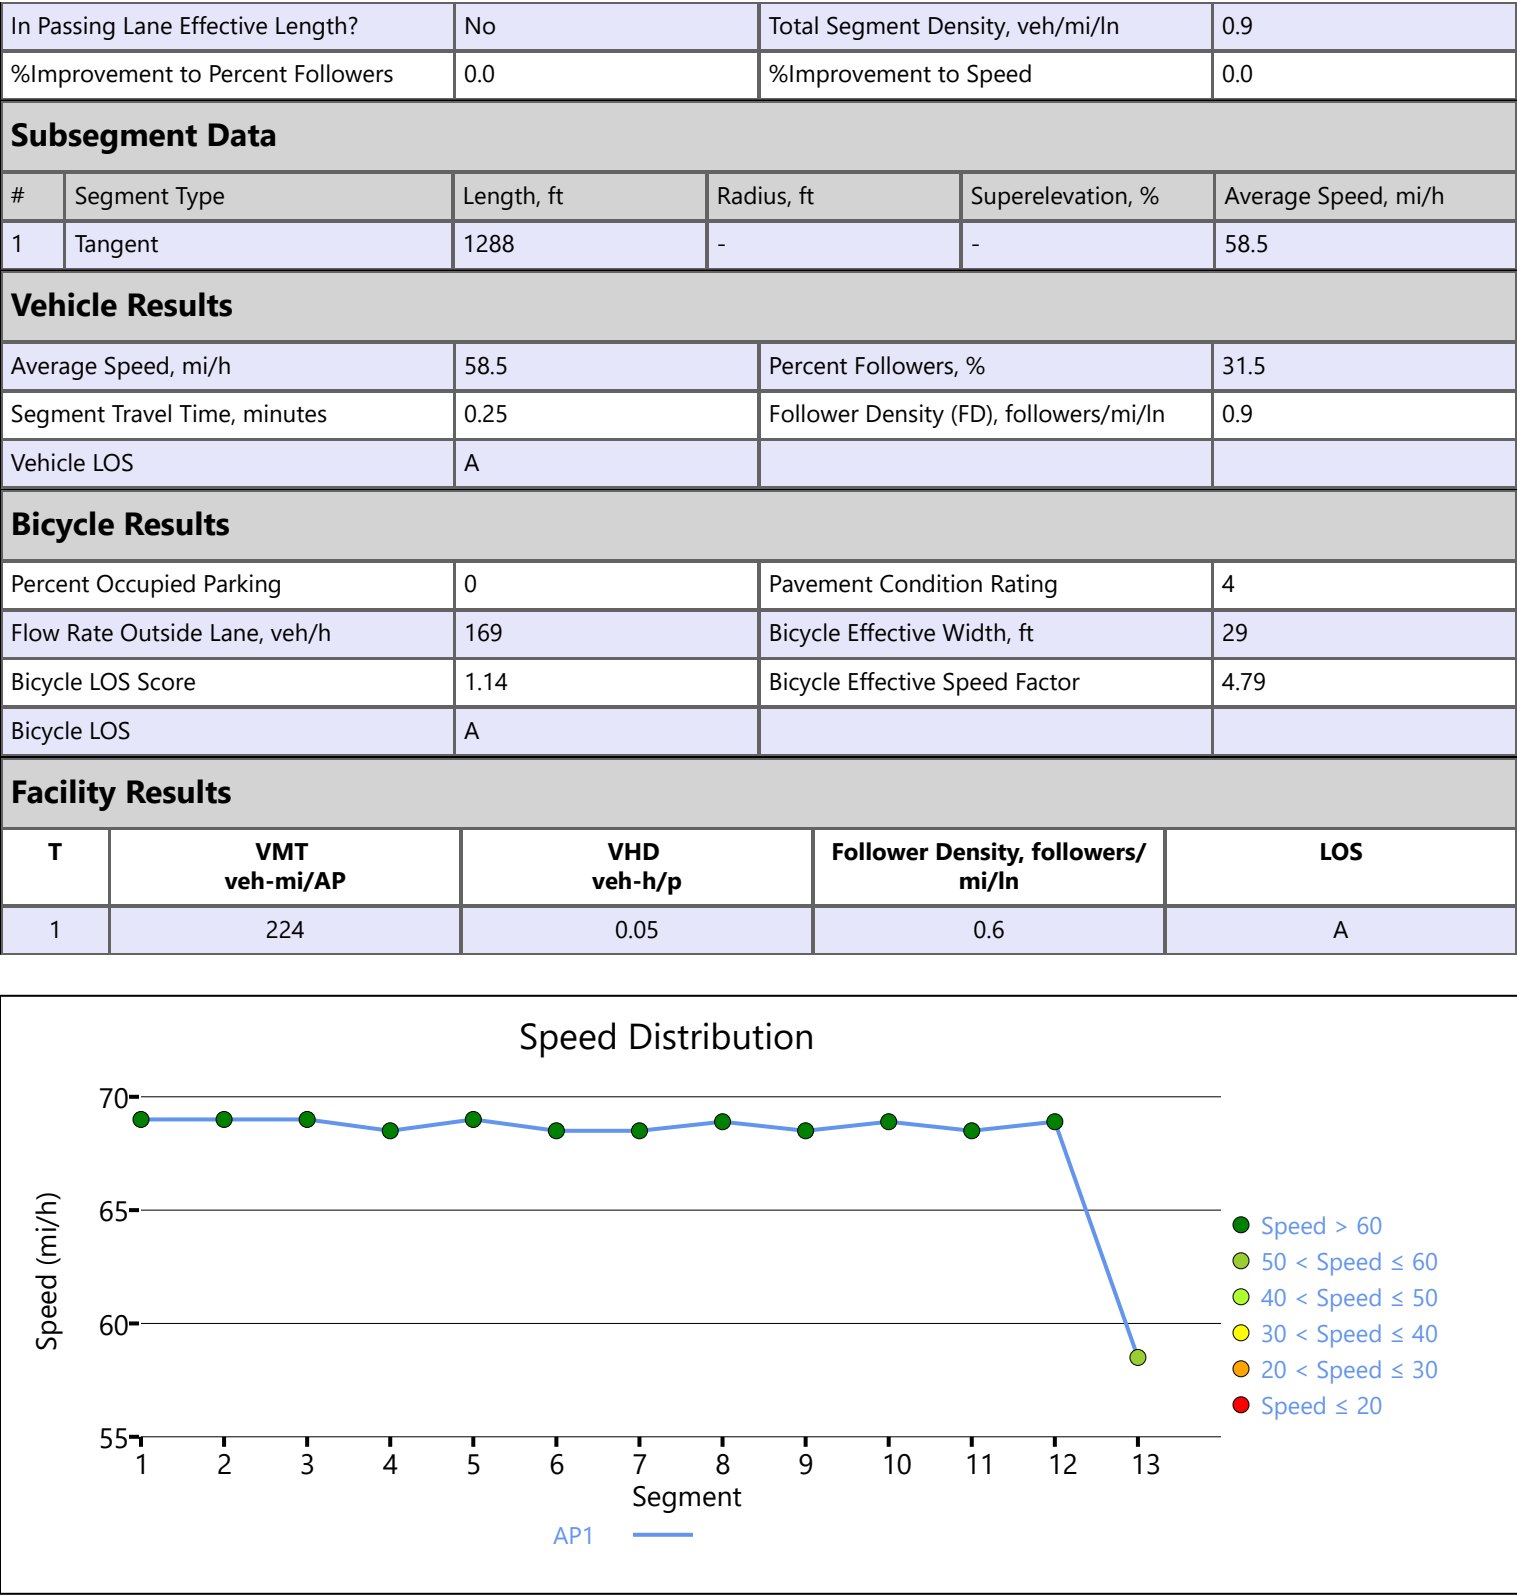 In Passing Lane Effective Length? No Total Segment Density, veh/mi/ln 0.9
%Improvement to Percent Followers 0.0 %Improvement to Speed 0.0
Subsegment Data
# Segment Type Length, ft Radius, ft Superelevation, % Average Speed, mi/h
1 Tangent 1288 - - 58.5
Vehicle Results
Average Speed, mi/h 58.5 Percent Followers, % 31.5
Segment Travel Time, minutes 0.25 Follower Density (FD), followers/mi/ln 0.9
Vehicle LOS A
Bicycle Results
Percent Occupied Parking 0 Pavement Condition Rating 4
Flow Rate Outside Lane, veh/h 169 Bicycle Effective Width, ft 29
Bicycle LOS Score 1.14 Bicycle Effective Speed Factor 4.79
Bicycle LOS A
Facility Results
T VMT VHD Follower Density, followers/ LOS
veh-mi/AP veh-h/p mi/ln
1 224 0.05 0.6 A
Speed Distribution
70
65
60
55
Speed (mi/h)
1 2 3 4 5 6 7 8 9 10 11 12 13
Segment
AP1
Speed > 60
50 < Speed ≤ 60
40 < Speed ≤ 50
30 < Speed ≤ 40
20 < Speed ≤ 30
Speed ≤ 20